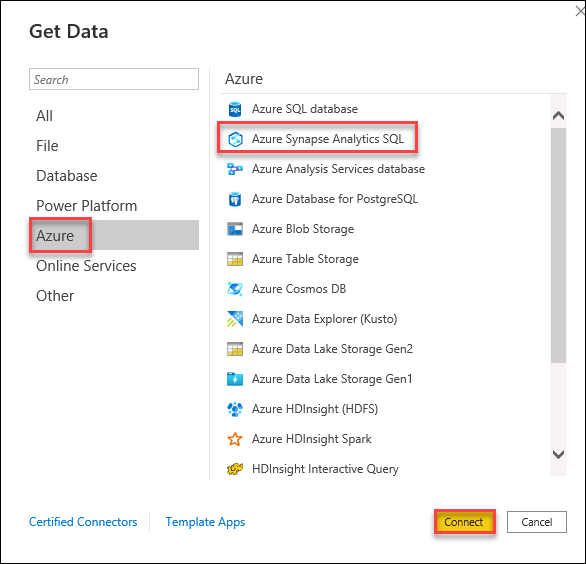 Get Data
Search
All
File
Database
Power Platform
Azure
Online Services
Other
Azure
SQL
Azure SQL database
Azure Synapse Analytics SQL
Azure Analysis Services database
Azure Database for PostgreSQL
Azure Blob Storage
Azure Table Storage
Azure Cosmos DB
Azure Data Explorer (Kusto)
Azure Data Lake Storage Gen2
Azure Data Lake Storage Gen1
Azure HDInsight (HDFS)
Azure HDInsight Spark
HDInsight Interactive Query
Certified Connectors
Template Apps
Connect
Cancel